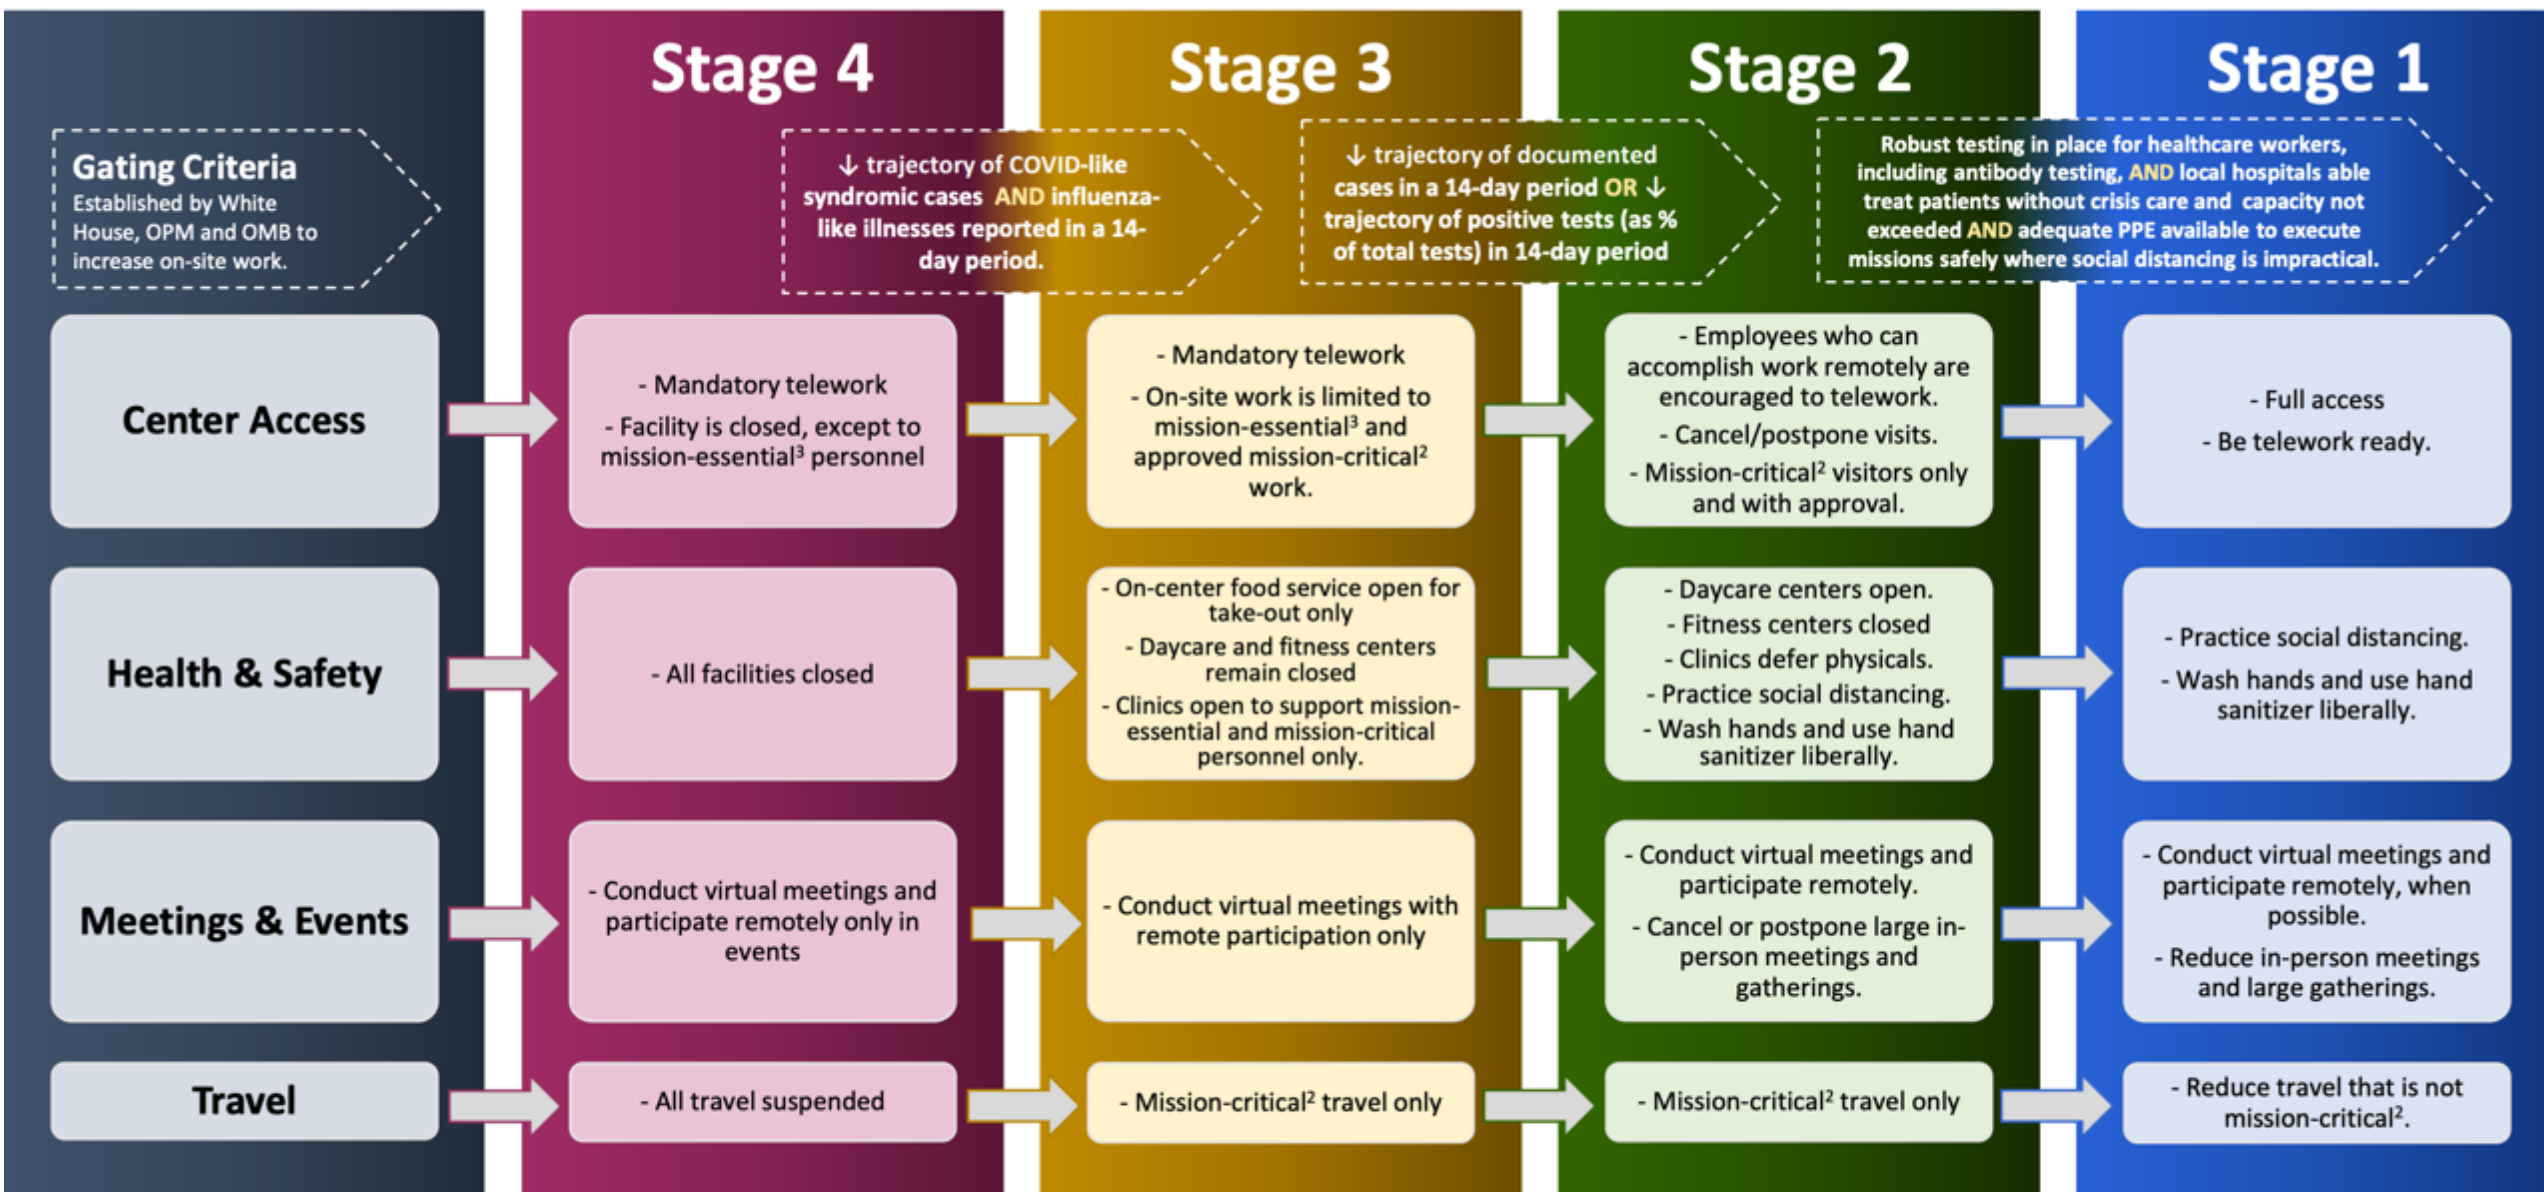 Stage 4
Stage 3
Stage 2
Stage 1
Gating Criteria
Established by White
House, OPM and OMB to
increase on-site work.
↓ trajectory of COVID-like
syndromic cases AND influenza-
like illnesses reported in a 14-
day period.
↓ trajectory of documented
cases in a 14-day period OR ↓
trajectory of positive tests (as %
of total tests) in 14-day period
Robust testing in place for healthcare workers,
including antibody testing, AND local hospitals able
treat patients without crisis care and capacity not
exceeded AND adequate PPE available to execute
missions safely where social distancing is impractical.
Center Access
- Mandatory telework
- Facility is closed, except to
mission-essential³ personnel
- Mandatory telework
- On-site work is limited to
mission-essential³ and
approved mission-critical²
work.
- Employees who can
accomplish work remotely are
encouraged to telework.
- Cancel/postpone visits.
- Mission-critical² visitors only
and with approval.
- Full access
- Be telework ready.
Health & Safety
- All facilities closed
- On-center food service open for
take-out only
- Daycare and fitness centers
remain closed
- Clinics open to support mission-
essential and mission-critical
personnel only.
- Daycare centers open.
- Fitness centers closed
- Clinics defer physicals.
- Practice social distancing.
- Wash hands and use hand
sanitizer liberally.
- Practice social distancing.
- Wash hands and use hand
sanitizer liberally.
Meetings & Events
- Conduct virtual meetings and
participate remotely only in
events
- Conduct virtual meetings with
remote participation only
- Conduct virtual meetings and
participate remotely.
- Cancel or postpone large in-
person meetings and
gatherings.
- Conduct virtual meetings and
participate remotely, when
possible.
- Reduce in-person meetings
and large gatherings.
Travel
- All travel suspended
- Mission-critical² travel only
- Mission-critical² travel only
- Reduce travel that is not
mission-critical².